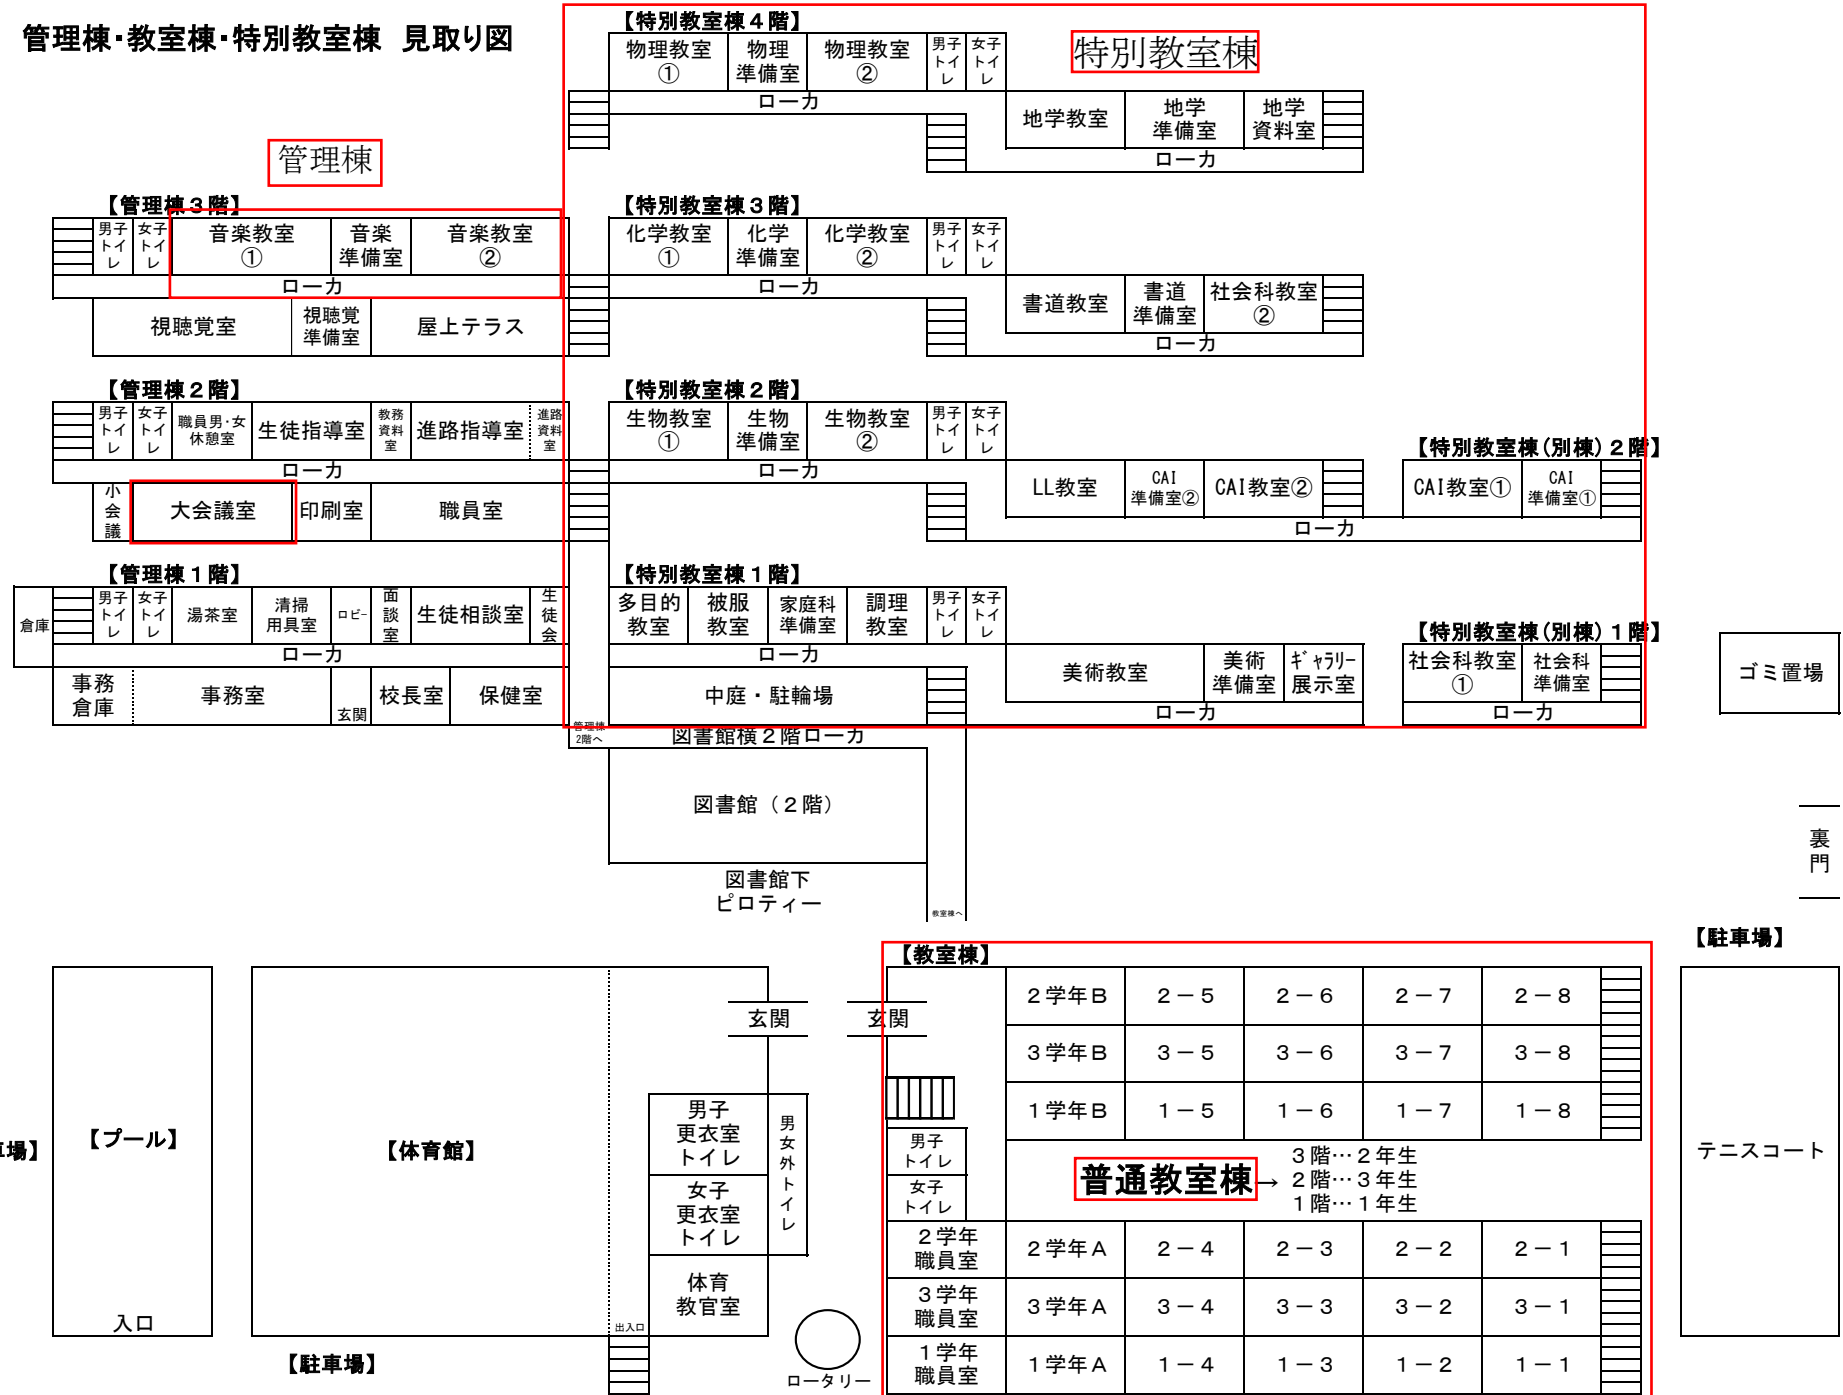 管理棟・教室棟・特別教室棟 見取り図
【特別教室棟４階】
特別教室棟
物理教室 ①
物理 準備室
物理教室 ②
男子 トイレ
女子 トイレ
ローカ
地学教室
地学 準備室
地学 資料室
ローカ
管理棟
【管理棟３階】
男子 トイレ
女子 トイレ
音楽教室 ①
音楽 準備室
音楽教室 ②
ローカ
視聴覚室
視聴覚 準備室
屋上テラス
【特別教室棟３階】
化学教室 ①
化学 準備室
化学教室 ②
男子 トイレ
女子 トイレ
ローカ
書道教室
書道 準備室
社会科教室 ②
ローカ
【管理棟２階】
男子 トイレ
女子 トイレ
職員男・女 休憩室
生徒指導室
教務 資料 室
進路指導室
進路 資料 室
ローカ
小会議
大会議室
印刷室
職員室
【特別教室棟２階】
生物教室 ①
生物 準備室
生物教室 ②
男子 トイレ
女子 トイレ
ローカ
LL教室
CAI 準備室②
CAI教室②
【特別教室棟(別棟)２階】
CAI教室①
CAI 準備室①
ローカ
【管理棟１階】
倉庫
男子 トイレ
女子 トイレ
湯茶室
清掃 用具室
ロビー
面談室
生徒相談室
生徒会
ローカ
事務 倉庫
事務室
玄関
校長室
保健室
【特別教室棟１階】
多目的 教室
被服 教室
家庭科 準備室
調理 教室
男子 トイレ
女子 トイレ
ローカ
中庭・駐輪場
美術教室
美術 準備室
ギャラリー 展示室
ローカ
【特別教室棟(別棟)１階】
社会科教室 ①
社会科 準備室
ローカ
ゴミ置場
管理棟 2階へ
図書館横２階ローカ
図書館（２階）
図書館下 ピロティー
教室棟へ
裏門
【駐車場】
車場】
【プール】
入口
【体育館】
出入口
【駐車場】
玄関
玄関
男子 更衣室 トイレ
女子 更衣室 トイレ
男女外トイレ
体育 教官室
ロータリー
【教室棟】
２学年Ｂ
２－５
２－６
２－７
２－８
３学年Ｂ
３－５
３－６
３－７
３－８
１学年Ｂ
１－５
１－６
１－７
１－８
男子 トイレ
女子 トイレ
普通教室棟→
３階…２年生
２階…３年生
１階…１年生
２学年 職員室
２学年Ａ
２－４
２－３
２－２
２－１
３学年 職員室
３学年Ａ
３－４
３－３
３－２
３－１
１学年 職員室
１学年Ａ
１－４
１－３
１－２
１－１
テニスコート